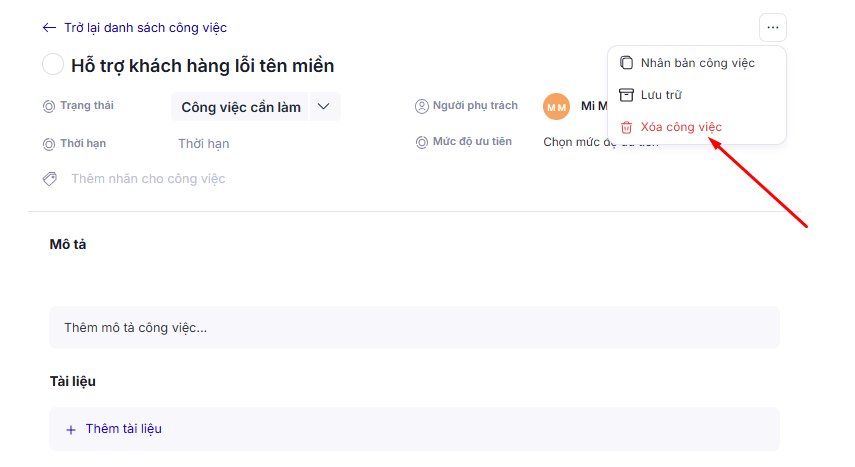 Trở lại danh sách công việc
Hỗ trợ khách hàng lỗi tên miền
Nhân bản công việc
Lưu trữ
Xóa công việc
Trạng thái
Công việc cần làm
Người phụ trách
MM
Mi M
Thời hạn
Thời hạn
Mức độ ưu tiên
Chọn mức độ ưu tiên
Thêm nhãn cho công việc
Mô tả
Thêm mô tả công việc...
Tài liệu
+ Thêm tài liệu